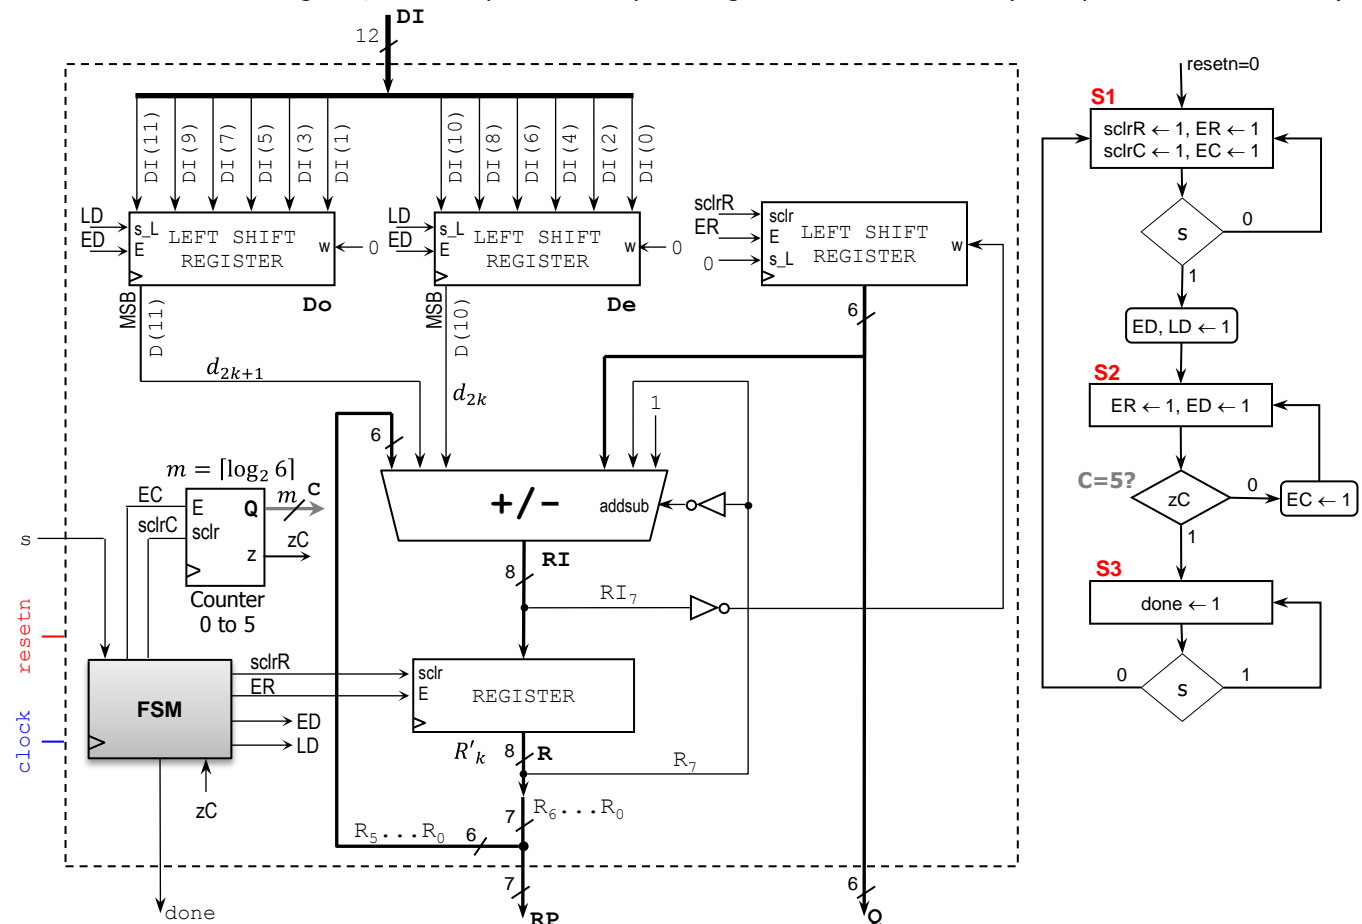 DI
12
DI(11)
DI(9)
DI(7)
DI(5)
DI(3)
DI(1)
DI(10)
DI(8)
DI(6)
DI(4)
DI(2)
DI(0)
LD
ED
s_L
E
LEFT SHIFT
REGISTER
w
0
Do
LD
ED
s_L
E
LEFT SHIFT
REGISTER
w
0
De
sclrR
ER
0
sclr
E
s_L
LEFT SHIFT
REGISTER
w
MSB
D(11)
MSB
D(10)
6
d2k+1
d2k
1
6
+/-
addsub
m = ⌈log2 6⌉
EC
sclrC
E
sclr
Q
z
m
C
zC
Counter
0 to 5
s
resetn
clock
FSM
sclrR
ER
ED
LD
zC
done
RI
8
RI7
sclr
E
REGISTER
R'k
8
R
R7
7
R6...R0
R5...R0
6
7
RP
6
Q
resetn=0
S1
sclrR ← 1, ER ← 1
sclrC ← 1, EC ← 1
s
0
1
ED, LD ← 1
S2
ER ← 1, ED ← 1
C=5?
zC
0
EC ← 1
1
S3
done ← 1
0
s
1